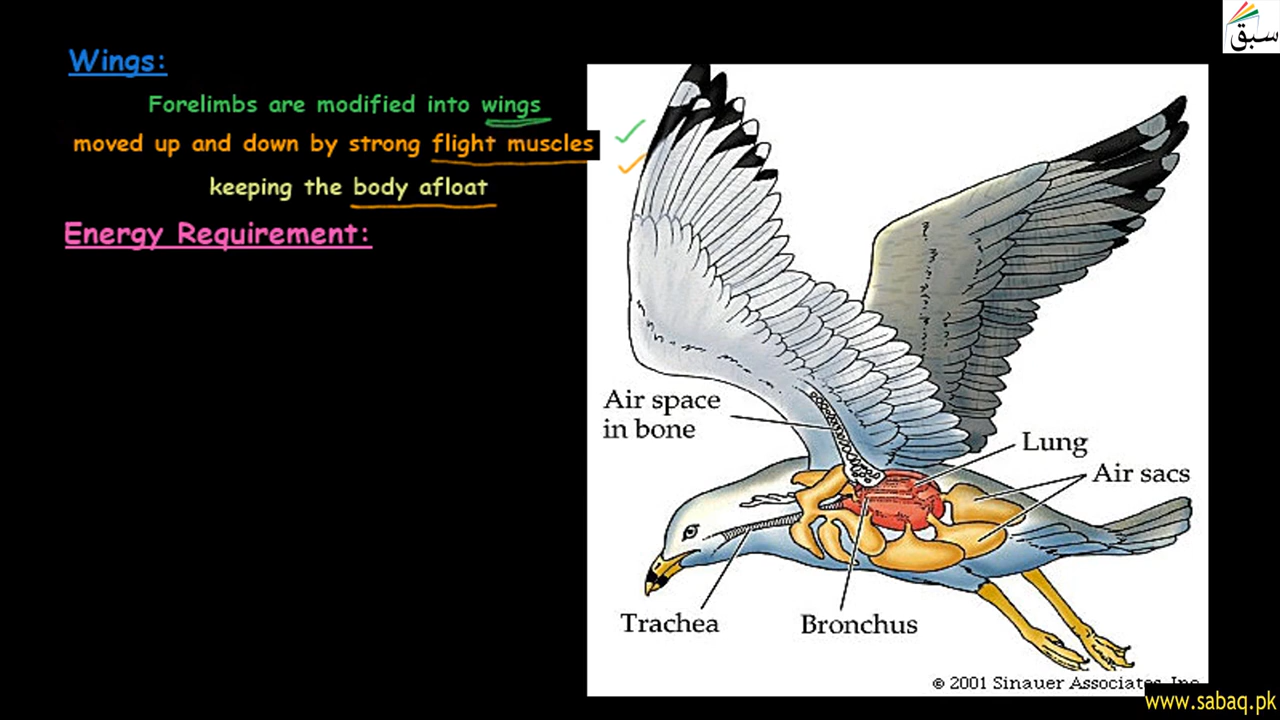 سبق
Wings:
Forelimbs are modified into wings
moved up and down by strong flight muscles
keeping the body afloat
Energy Requirement:
Air space
in bone
Lung
Air sacs
Trachea
Bronchus
© 2001 Sinauer Associates, Inc.
www.sabaq.pk